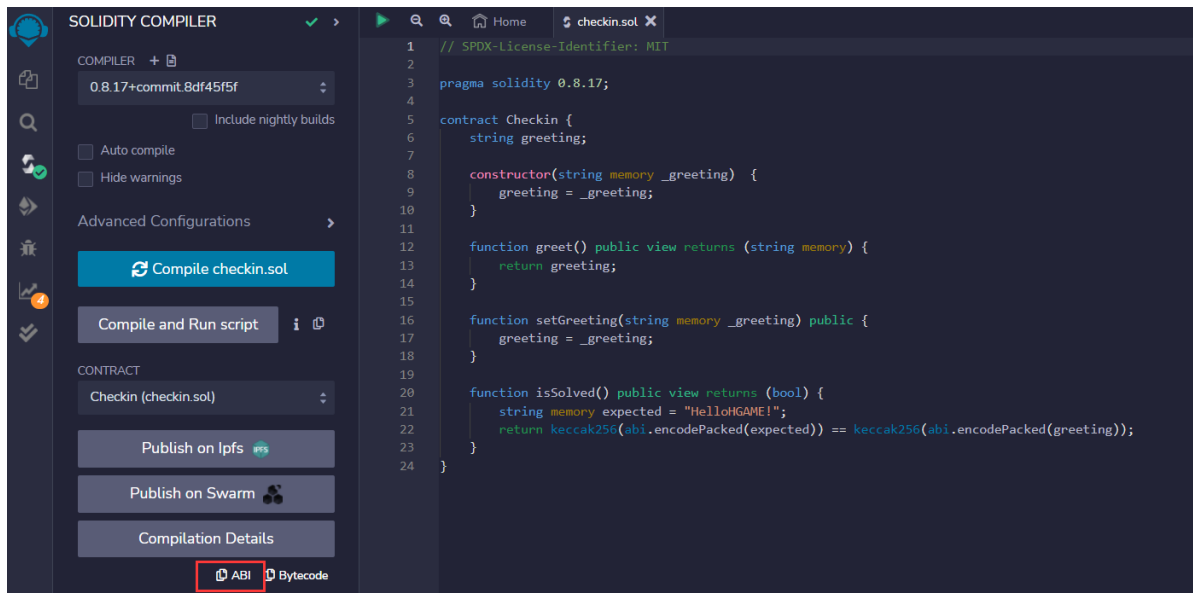 SOLIDITY COMPILER
COMPILER
0.8.17+commit.8df45f5f
Include nightly builds
Auto compile
Hide warnings
Advanced Configurations
Compile checkin.sol
Compile and Run script
CONTRACT
Checkin (checkin.sol)
Publish on Ipfs
IPFS
Publish on Swarm
Compilation Details
ABI
Bytecode
4
Home
checkin.sol
1 // SPDX-License-Identifier: MIT
2
3 pragma solidity 0.8.17;
4
5 contract Checkin {
6     string greeting;
7
8     constructor(string memory _greeting)  {
9         greeting = _greeting;
10     }
11
12     function greet() public view returns (string memory) {
13         return greeting;
14     }
15
16     function setGreeting(string memory _greeting) public {
17         greeting = _greeting;
18     }
19
20     function isSolved() public view returns (bool) {
21         string memory expected = "HelloHGAME!";
22         return keccak256(abi.encodePacked(expected)) == keccak256(abi.encodePacked(greeting));
23     }
24 }